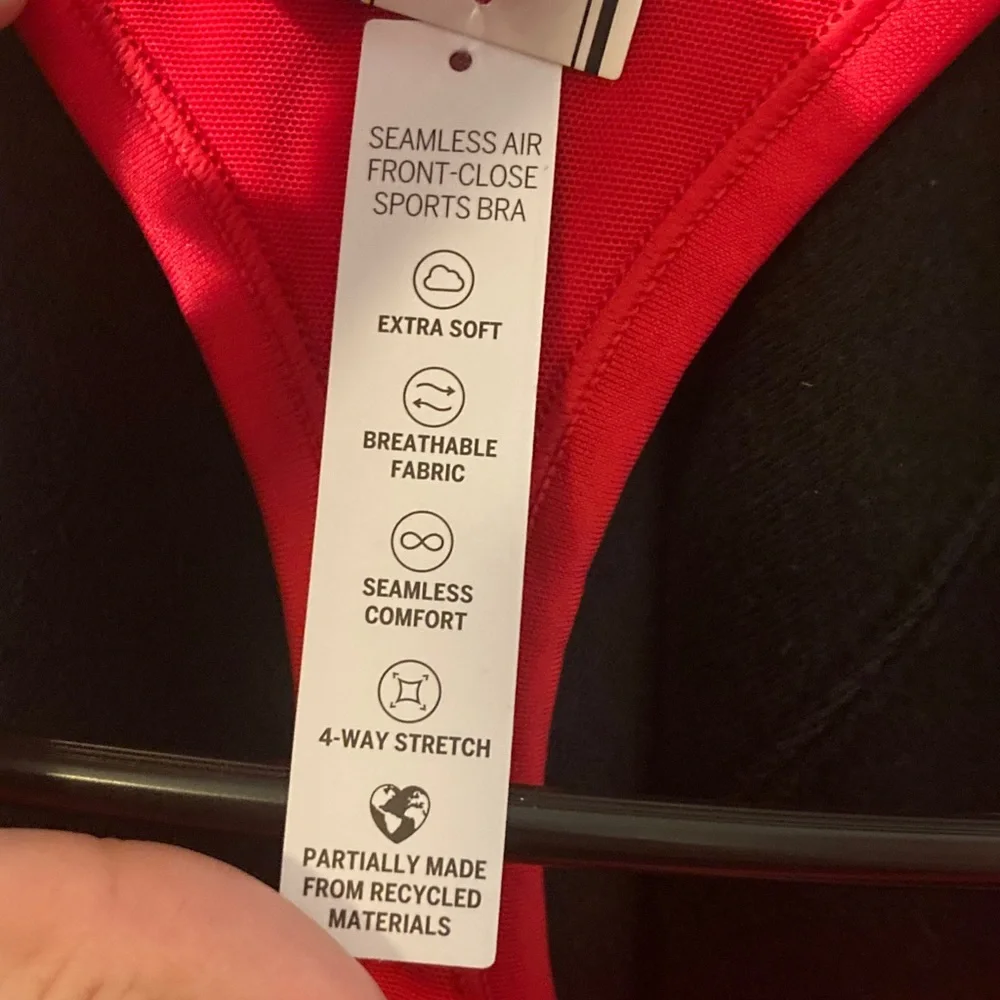 SEAMLESS AIR
FRONT-CLOSE
SPORTS BRA
EXTRA SOFT
BREATHABLE
FABRIC
SEAMLESS
COMFORT
4-WAY STRETCH
PARTIALLY MADE
FROM RECYCLED
MATERIALS